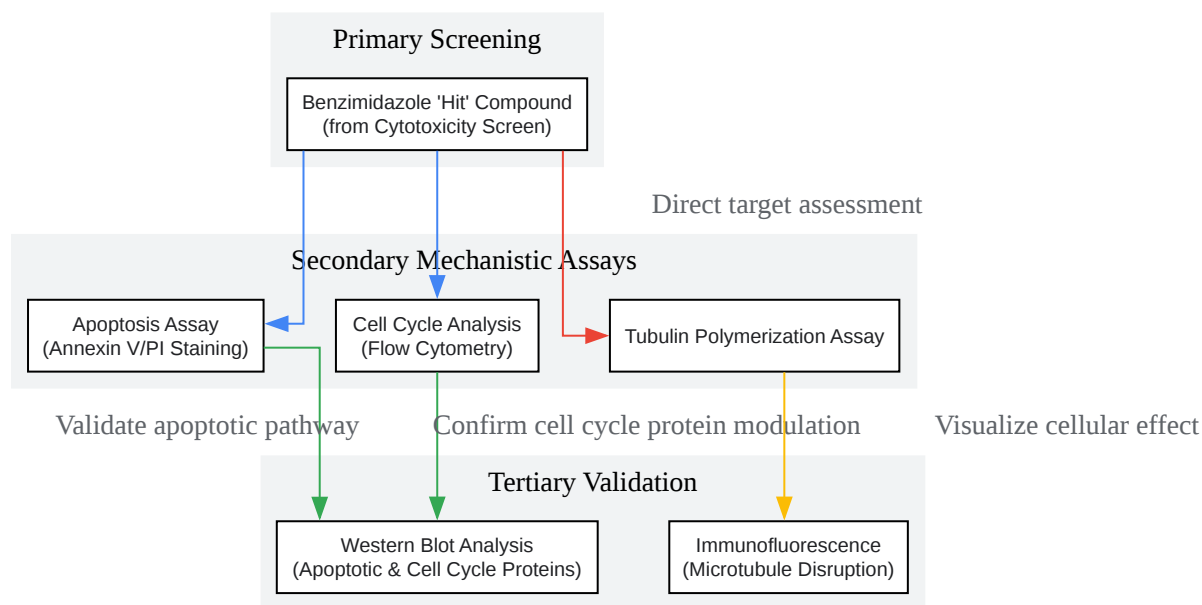 Primary Screening
Benzimidazole 'Hit' Compound
(from Cytotoxicity Screen)
Direct target assessment
Secondary Mechanistic Assays
Apoptosis Assay
(Annexin V/PI Staining)
Cell Cycle Analysis
(Flow Cytometry)
Tubulin Polymerization Assay
Validate apoptotic pathway
Confirm cell cycle protein modulation
Visualize cellular effect
Tertiary Validation
Western Blot Analysis
(Apoptotic & Cell Cycle Proteins)
Immunofluorescence
(Microtubule Disruption)